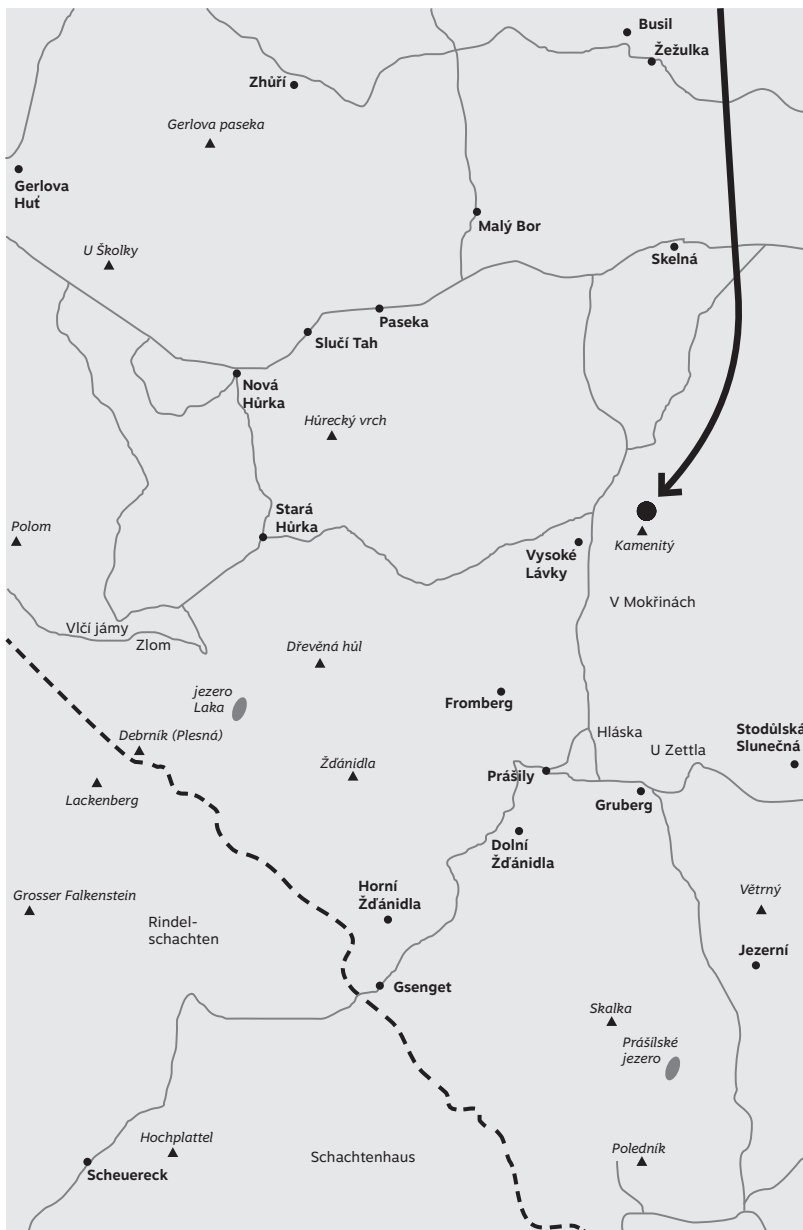 Busil
Žežulka
Zhůří
Gerlova paseka
Gerlova
Huť
Malý Bor
U Školky
Skelná
Paseka
Slučí Tah
Nová
Hůrka
Hůrecký vrch
Stará
Hůrka
Polom
Vysoké
Lávky
Kamenitý
V Mokřinách
Vlčí jámy
Zlom
Dřevěná hůl
jezero
Laka
Fromberg
Debrník (Plesná)
Hláska
Stodůlská
Slunečná
U Zettla
Žďánidla
Prášily
Lackenberg
Gruberg
Dolní
Žďánidla
Horní
Žďánidla
Grosser Falkenstein
Větrný
Rindel-
schachten
Jezerní
Gsenget
Skalka
Prášilské
jezero
Hochplattel
Schachtenhaus
Poledník
Scheuereck